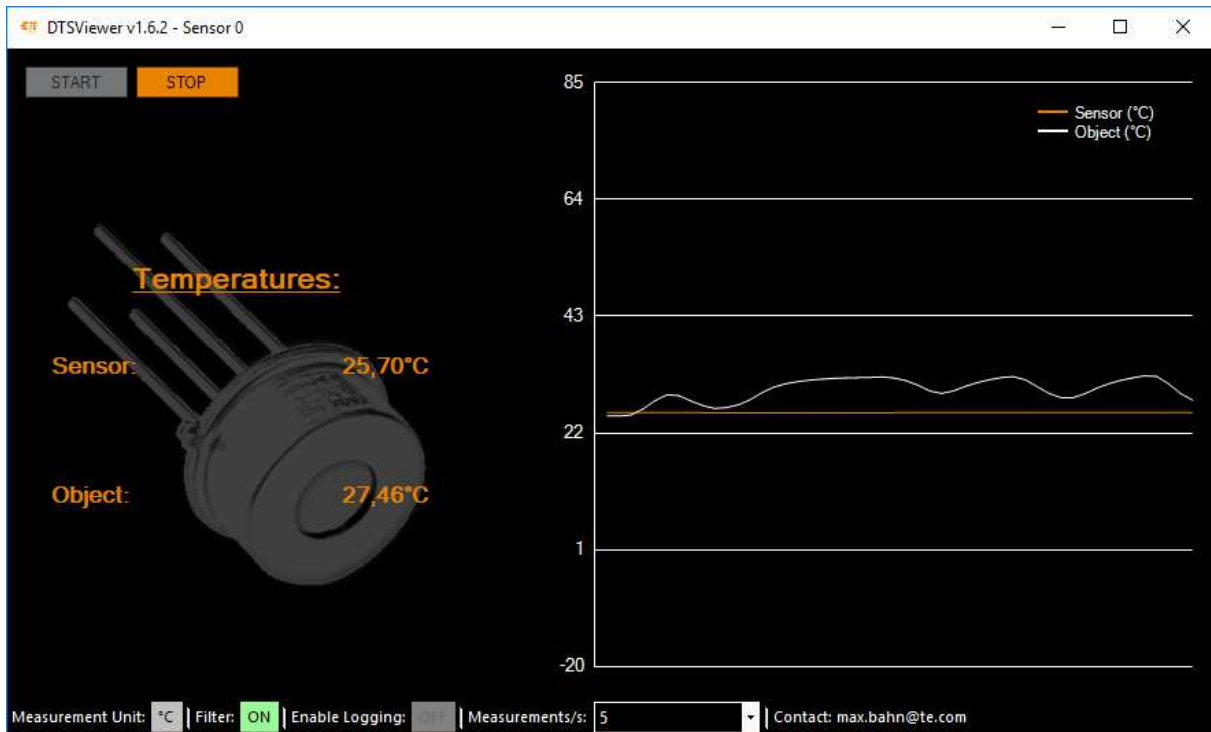 DTSViewer v1.6.2 - Sensor 0
START STOP
Temperatures:
Sensor: 25,70°C
Object: 27,46°C
85
64
43
22
1
-20
Sensor (°C)
Object (°C)
Measurement Unit: °C Filter: ON Enable Logging: OFF Measurements/s: 5 Contact: max.bahn@te.com